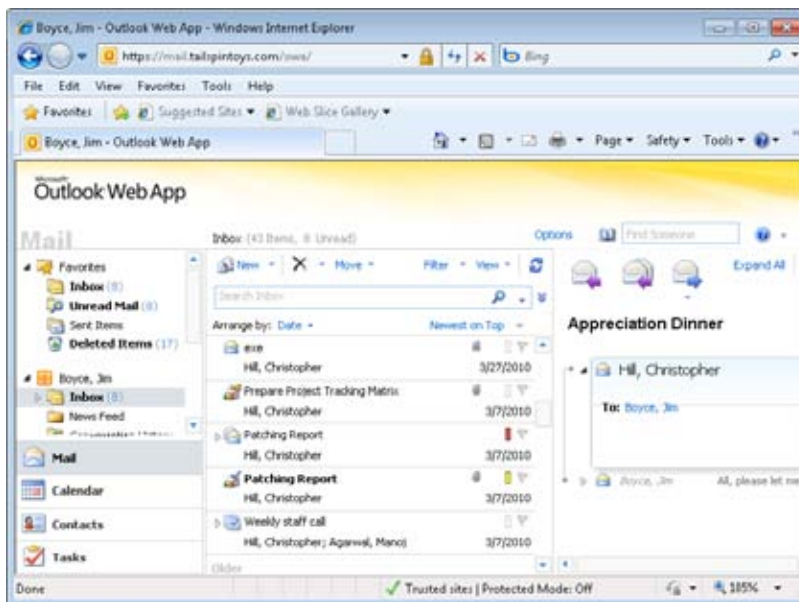 Boyce, Jim - Outlook Web App - Windows Internet Explorer
https://mail.tailspintoys.com/owa/
Bing
File Edit View Favorites Tools Help
Favorites Suggested Sites Web Slice Gallery
Boyce, Jim - Outlook Web App
Page Safety Tools
Microsoft
Outlook Web App
Mail
Inbox (43 Items, 8 Unread)
Options
Find Someone
Favorites
Inbox (8)
Unread Mail (8)
Sent Items
Deleted Items (17)
Boyce, Jim
Inbox (8)
News Feed
Mail
Calendar
Contacts
Tasks
New Move Filter View
Search Inbox
Arrange by: Date Newest on Top
exe
Hill, Christopher 3/27/2010
Prepare Project Tracking Matrix
Hill, Christopher 3/7/2010
Patching Report
Hill, Christopher 3/7/2010
Patching Report
Hill, Christopher 3/7/2010
Weekly staff call
Hill, Christopher; Agarwal, Manoj 3/7/2010
Older
Expand All
Appreciation Dinner
Hill, Christopher
To: Boyce, Jim
Boyce, Jim All, please let me
Done
Trusted sites | Protected Mode: Off
105%